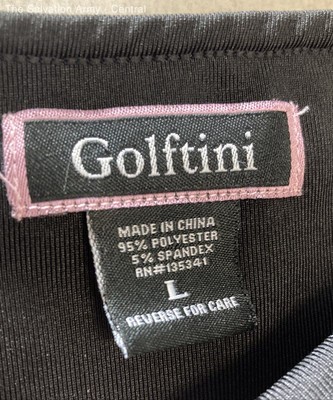 The Salvation Army - Central
Golftini
MADE IN CHINA
95% POLYESTER
5% SPANDEX
RN#135341
L
REVERSE FOR CARE